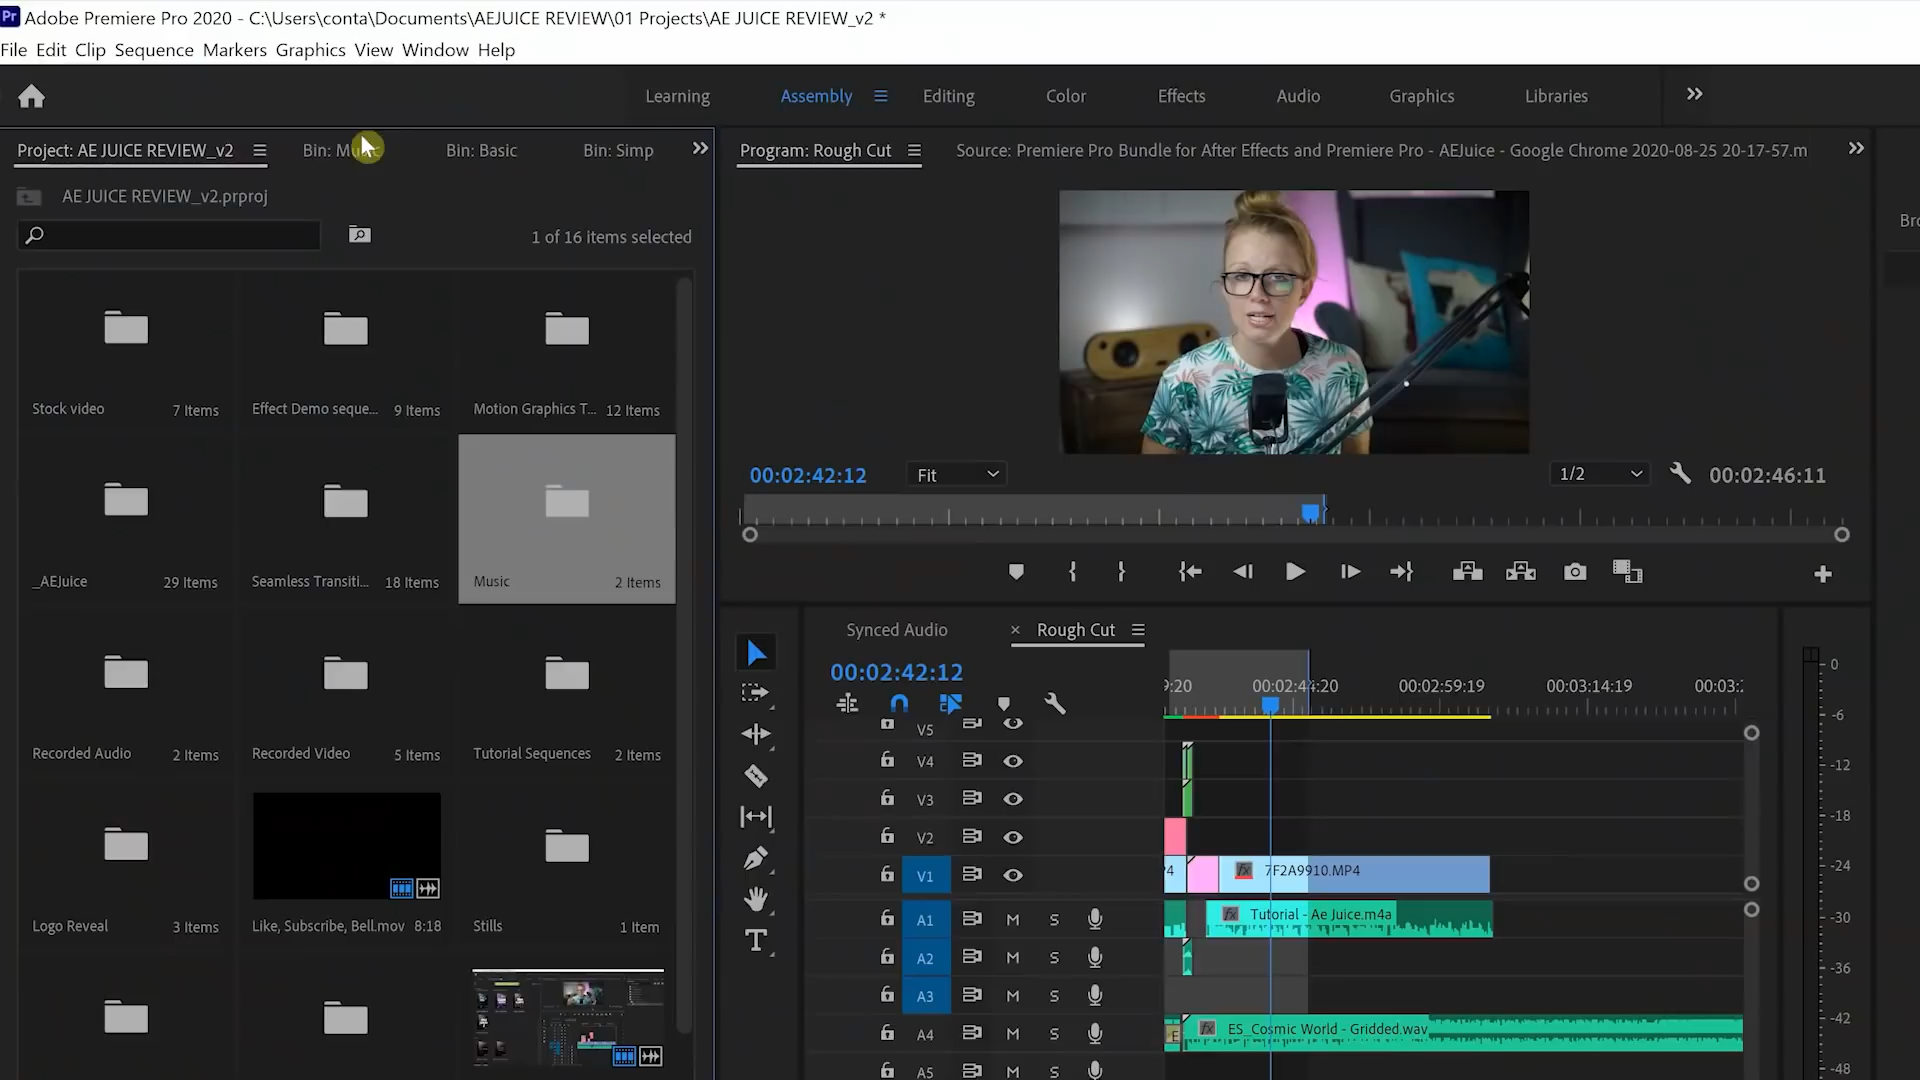 Pr Adobe Premiere Pro 2020 - C:\Users\conta\Documents\AEJUICE REVIEW\01 Projects\AE JUICE REVIEW_v2 *
File Edit Clip Sequence Markers Graphics View Window Help
Learning Assembly Editing Color Effects Audio Graphics Libraries
Project: AE JUICE REVIEW_v2 Bin: Music Bin: Basic Bin: Simp
Program: Rough Cut Source: Premiere Pro Bundle for After Effects and Premiere Pro - AEJuice - Google Chrome 2020-08-25 20-17-57.m
AE JUICE REVIEW_v2.prproj
1 of 16 items selected
Bro
Stock video 7 Items Effect Demo seque... 9 Items Motion Graphics T... 12 Items
_AEJuice 29 Items Seamless Transiti... 18 Items Music 2 Items
Recorded Audio 2 Items Recorded Video 5 Items Tutorial Sequences 2 Items
Logo Reveal 3 Items Like, Subscribe, Bell.mov 8:18 Stills 1 Item
00:02:42:12 Fit 1/2 00:02:46:11
Synced Audio × Rough Cut
00:02:42:12
9:20 00:02:44:20 00:02:59:19 00:03:14:19 00:03:2
V5
V4
V3
V2
V1 P4 fx 7F2A9910.MP4
A1 M S fx Tutorial - Ae Juice.m4a
A2 M S
A3 M S
A4 M S E fx ES_Cosmic World - Gridded.wav
A5 M S
0
-6
-12
-18
-24
-30
-36
-42
-48